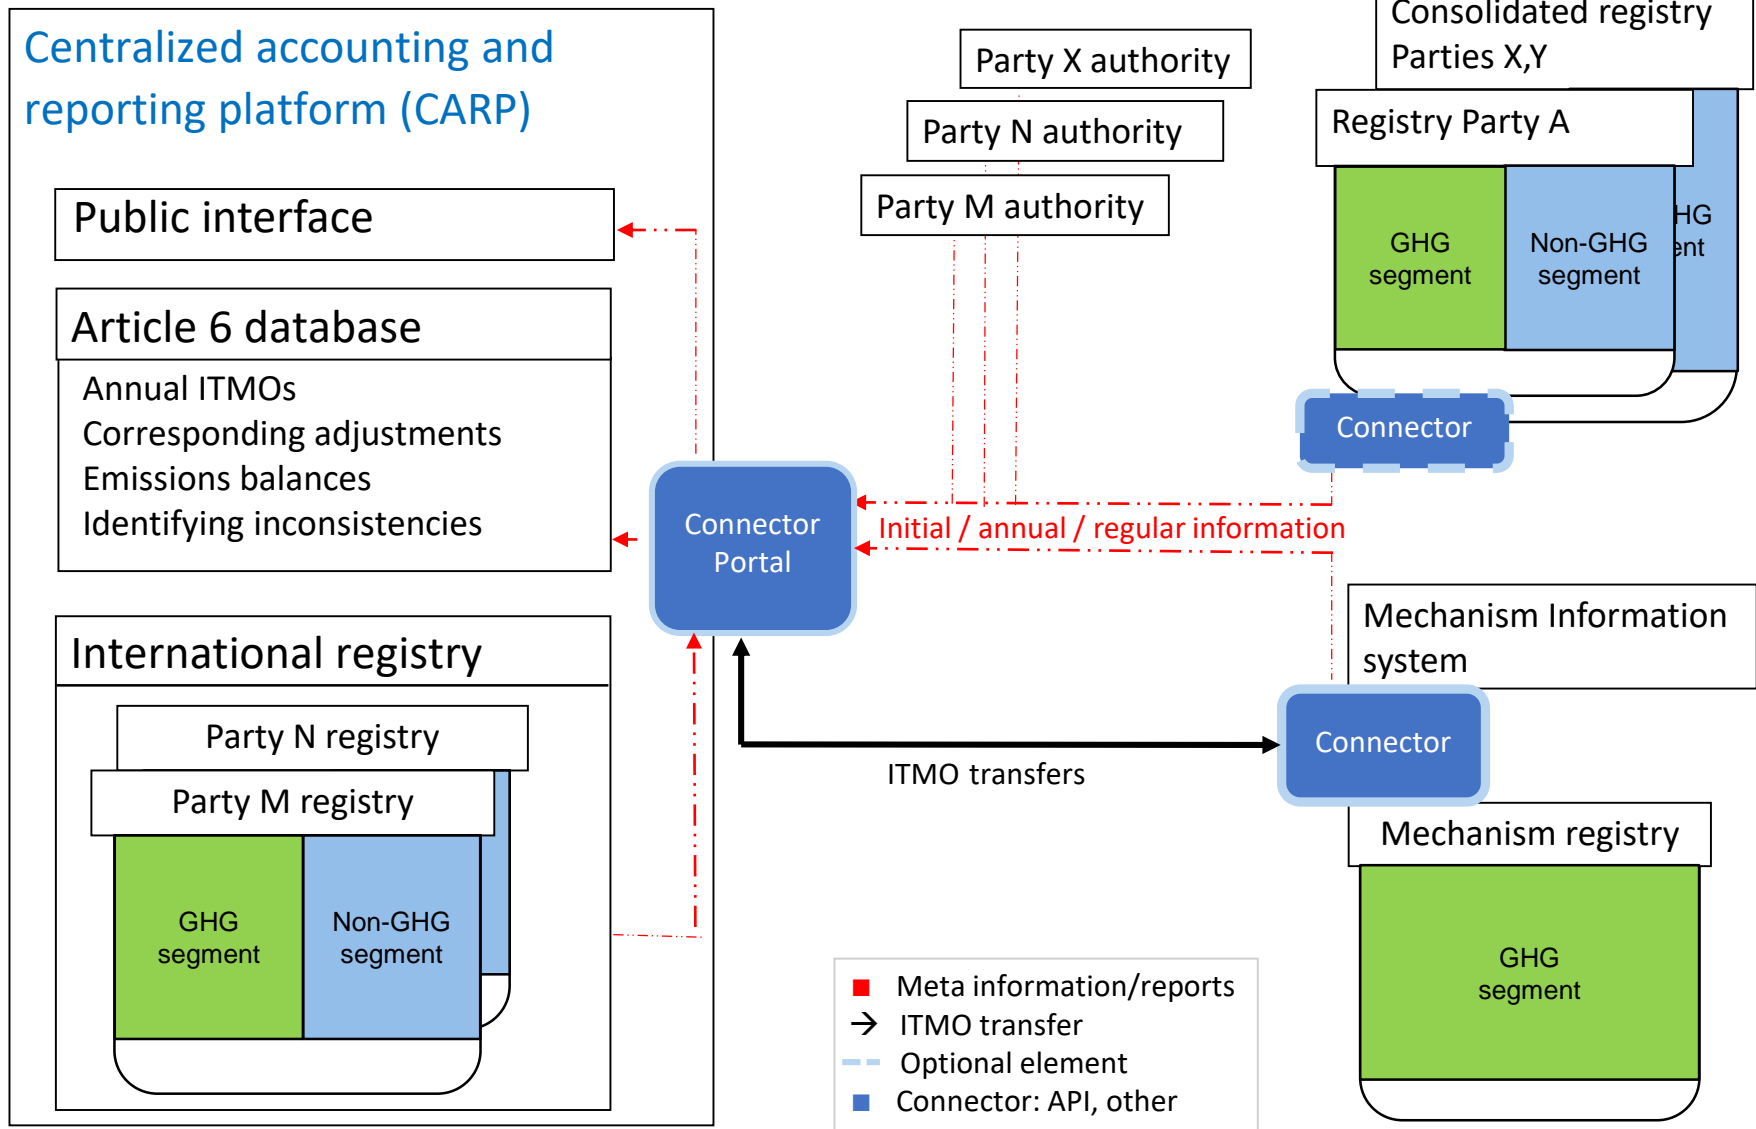 Centralized accounting and
reporting platform (CARP)
Public interface
Article 6 database
Annual ITMOs
Corresponding adjustments
Emissions balances
Identifying inconsistencies
International registry
Party N registry
Party M registry
GHG
segment
Non-GHG
segment
Connector
Portal
Party X authority
Party N authority
Party M authority
Initial / annual / regular information
ITMO transfers
Consolidated registry
Parties X,Y
Registry Party A
GHG
segment
Non-GHG
segment
HG
ent
Connector
Mechanism Information
system
Connector
Mechanism registry
GHG
segment
Meta information/reports
ITMO transfer
Optional element
Connector: API, other